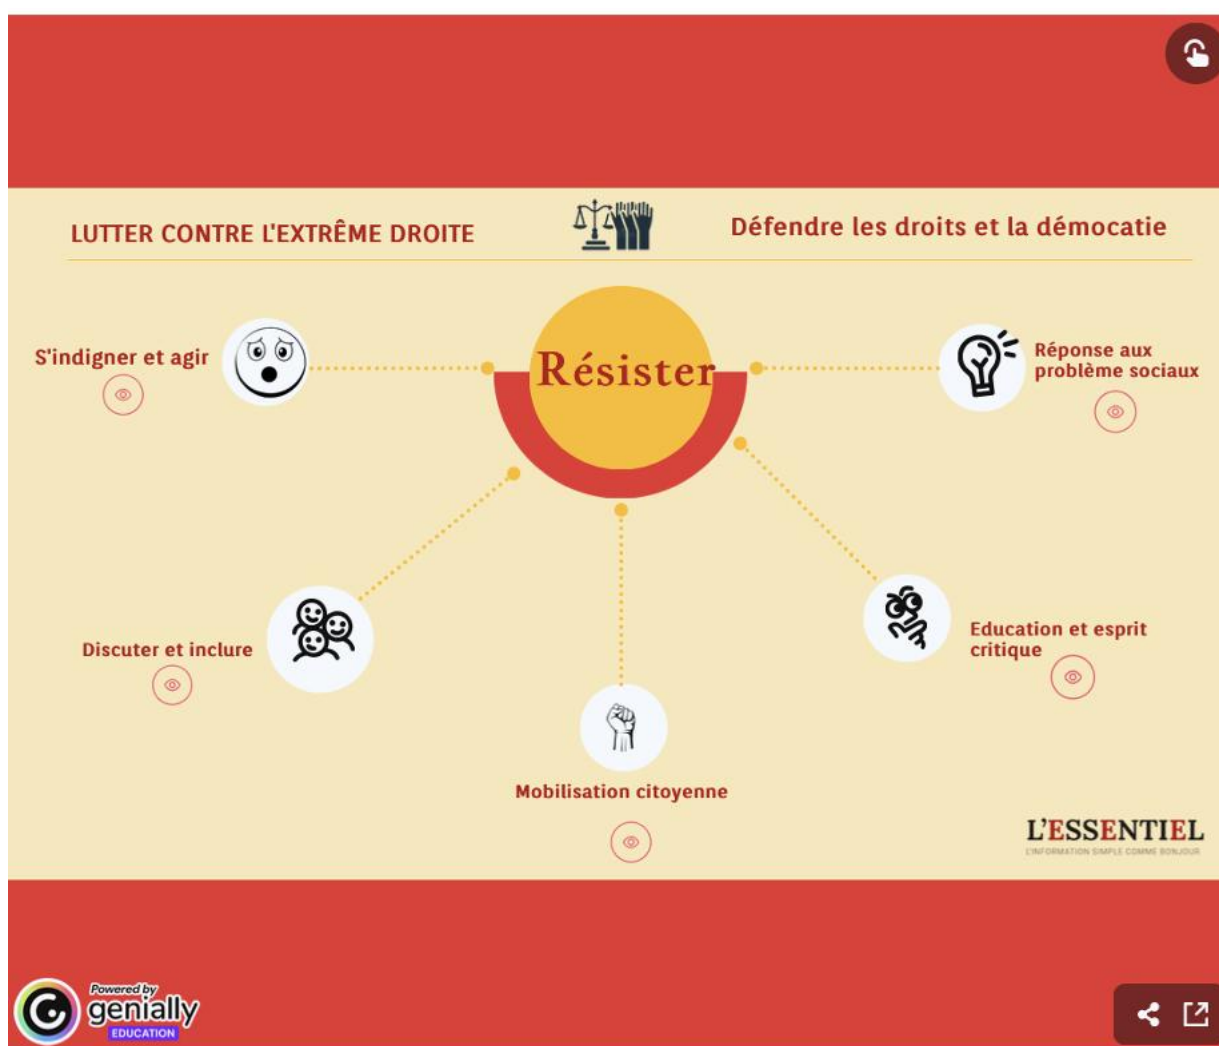 LUTTER CONTRE L'EXTRÊME DROITE
Défendre les droits et la démocatie
S'indigner et agir
Résister
Réponse aux
problème sociaux
Discuter et inclure
Education et esprit
critique
Mobilisation citoyenne
L'ESSENTIEL
L'INFORMATION SIMPLE COMME BONJOUR
Powered by
genially
EDUCATION